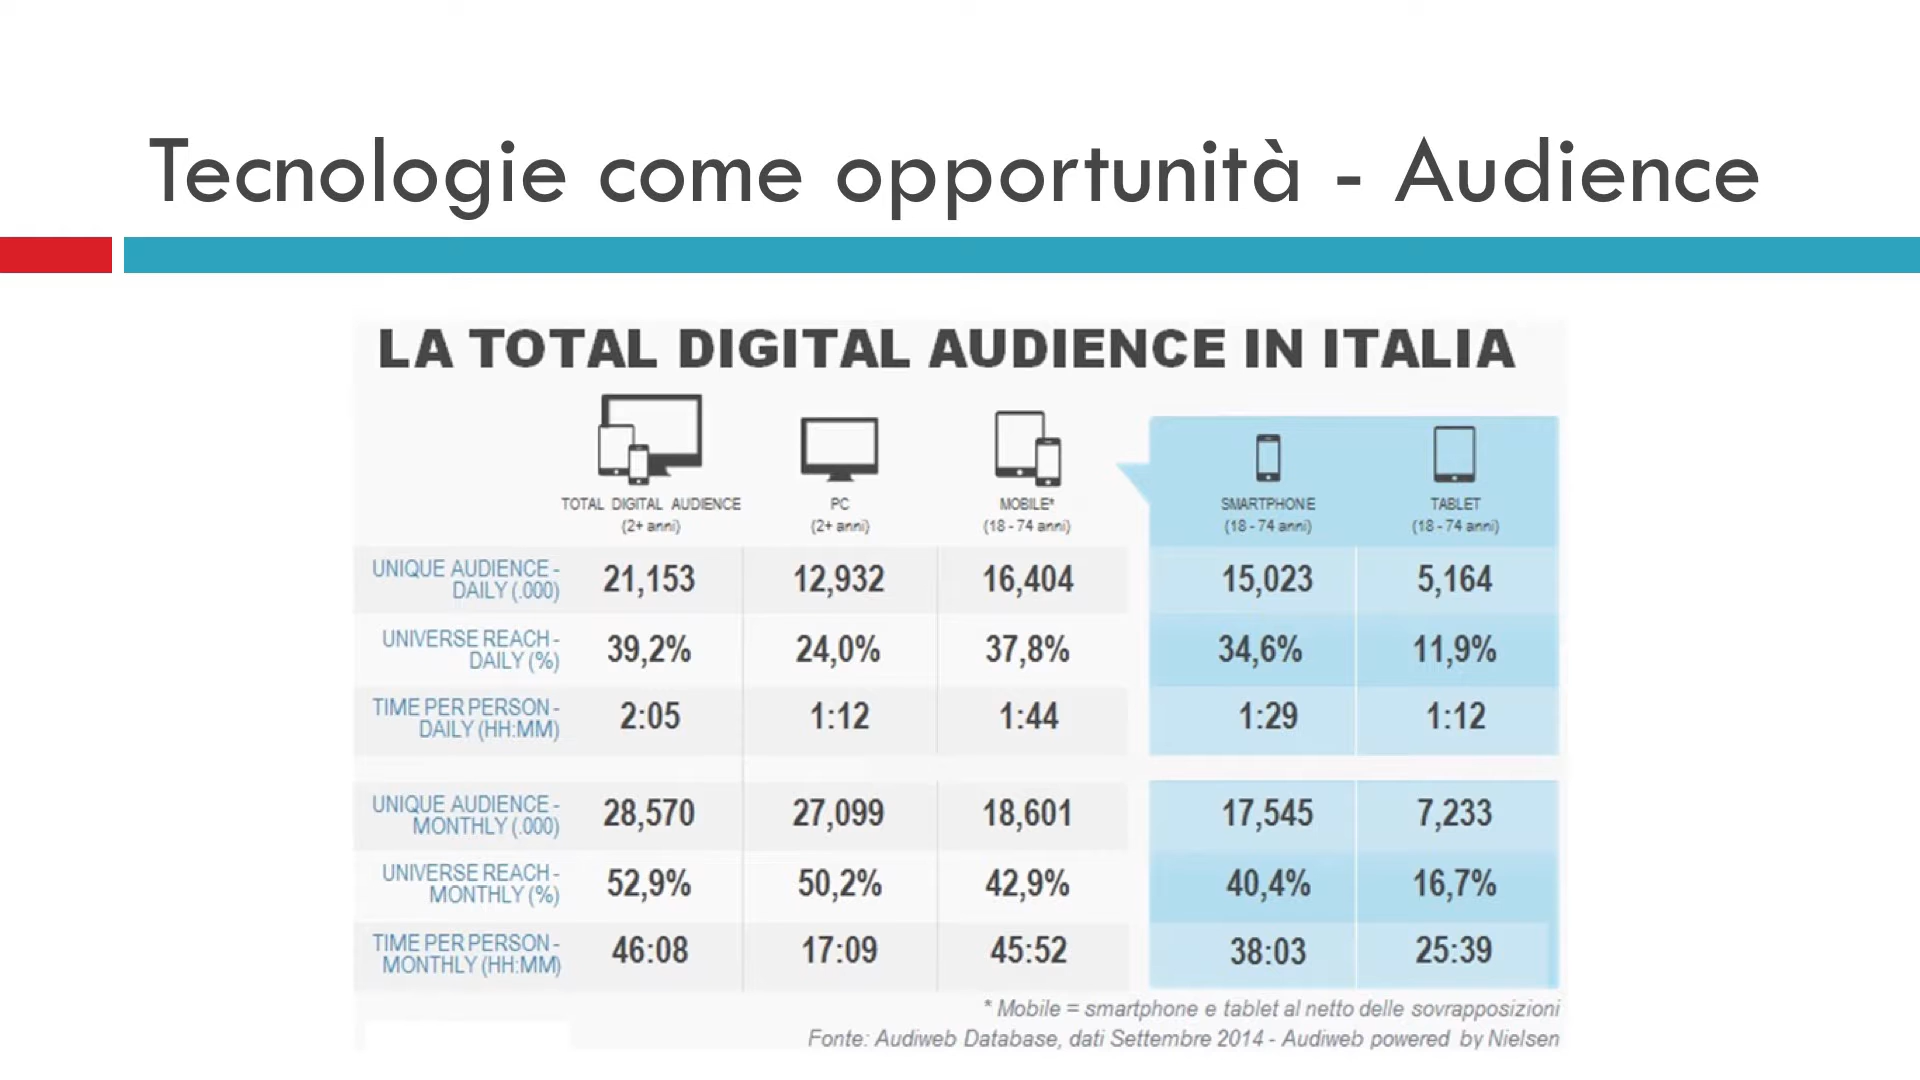 Tecnologie come opportunità - Audience
LA TOTAL DIGITAL AUDIENCE IN ITALIA
TOTAL DIGITAL AUDIENCE PC MOBILE* SMARTPHONE TABLET
(2+ anni) (2+ anni) (18 - 74 anni) (18 - 74 anni) (18 - 74 anni)
UNIQUE AUDIENCE -
DAILY (.000) 21,153 12,932 16,404 15,023 5,164
UNIVERSE REACH -
DAILY (%) 39,2% 24,0% 37,8% 34,6% 11,9%
TIME PER PERSON -
DAILY (HH:MM) 2:05 1:12 1:44 1:29 1:12
UNIQUE AUDIENCE -
MONTHLY (.000) 28,570 27,099 18,601 17,545 7,233
UNIVERSE REACH -
MONTHLY (%) 52,9% 50,2% 42,9% 40,4% 16,7%
TIME PER PERSON -
MONTHLY (HH:MM) 46:08 17:09 45:52 38:03 25:39
* Mobile = smartphone e tablet al netto delle sovrapposizioni
Fonte: Audiweb Database, dati Settembre 2014 - Audiweb powered by Nielsen